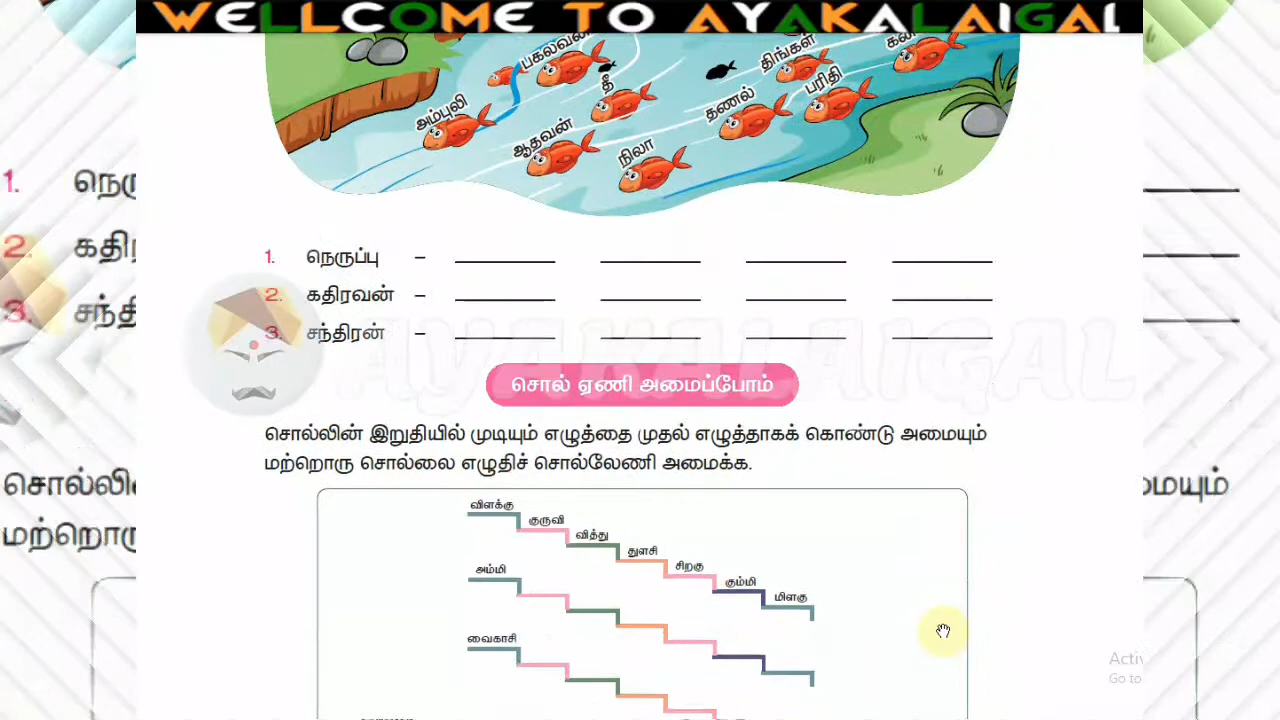 WELLCOME TO AYAKALAIGAL
பகலவன்
தீ
திங்கள்
பரிதி
அம்புலி
ஆதவன்
தணல்
நிலா
1. நெருப்பு –
2. கதிரவன் –
3. சந்திரன் –
AYAKALAIGAL
சொல் ஏணி அமைப்போம்
சொல்லின் இறுதியில் முடியும் எழுத்தை முதல் எழுத்தாகக் கொண்டு அமையும்
மற்றொரு சொல்லை எழுதிச் சொல்லேணி அமைக்க.
விளக்கு
குருவி
வித்து
துளசி
சிறகு
கும்மி
மிளகு
அம்மி
வைகாசி